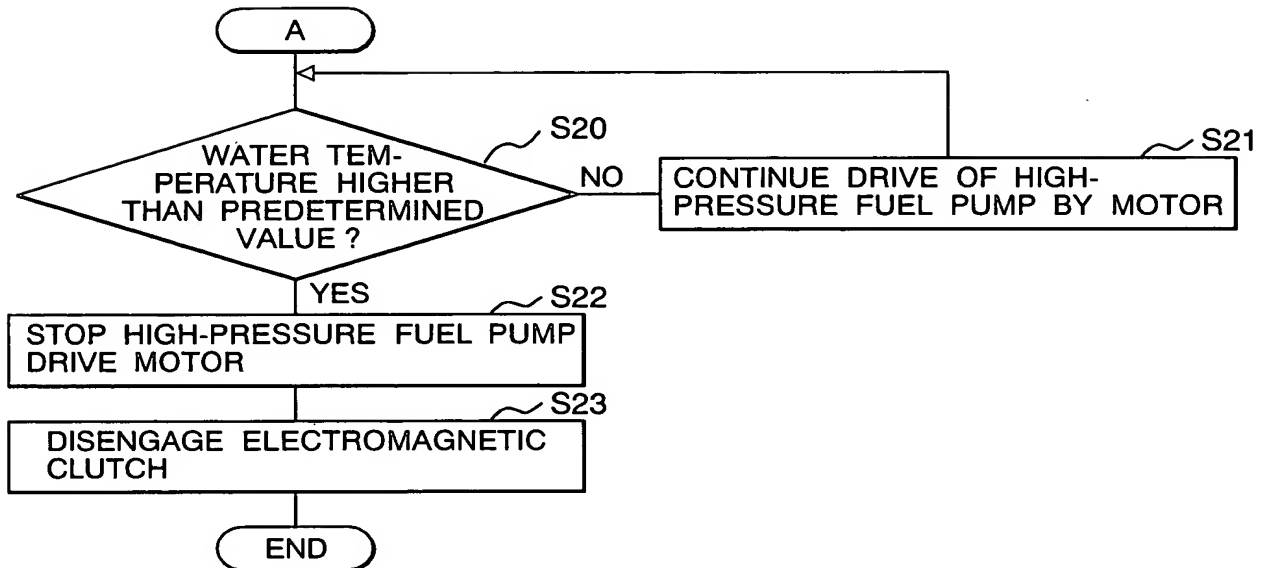 A
S20
WATER TEM-
PERATURE HIGHER
THAN PREDETERMINED
VALUE ?
NO
S21
CONTINUE DRIVE OF HIGH-
PRESSURE FUEL PUMP BY MOTOR
YES
S22
STOP HIGH-PRESSURE FUEL PUMP
DRIVE MOTOR
S23
DISENGAGE ELECTROMAGNETIC
CLUTCH
END